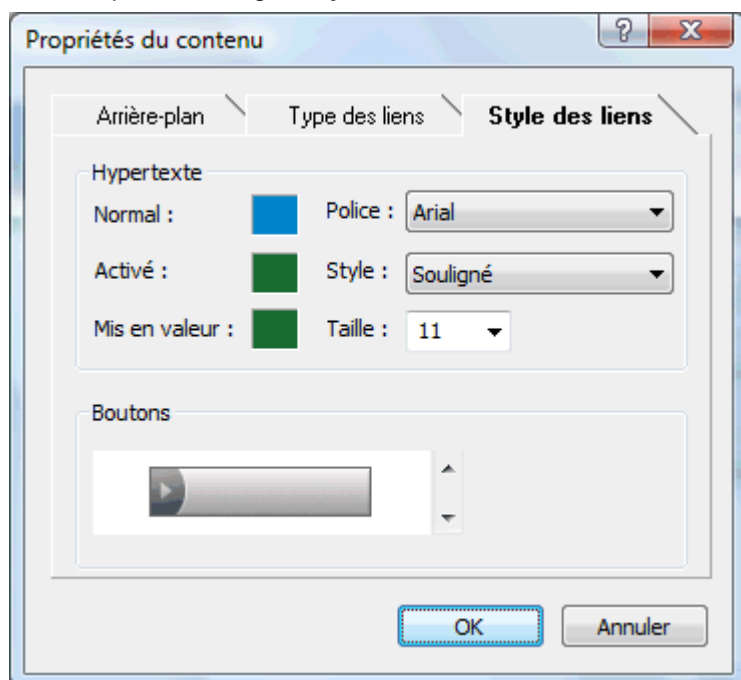 Propriétés du contenu
Arrière-plan Type des liens Style des liens
Hypertexte
Normal : Police : Arial
Activé : Style : Souligné
Mis en valeur : Taille : 11
Boutons
OK Annuler